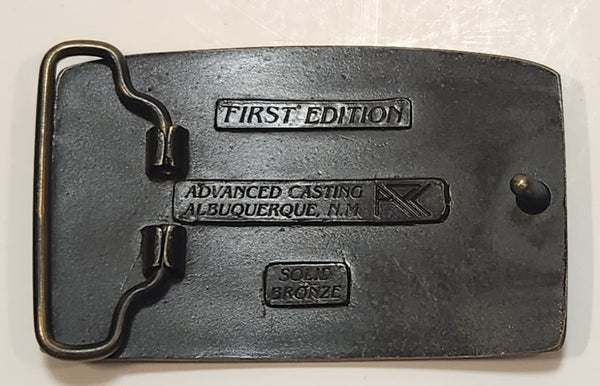 FIRST EDITION
ADVANCED CASTING
ALBUQUERQUE, N.M.
SOLID
BRONZE